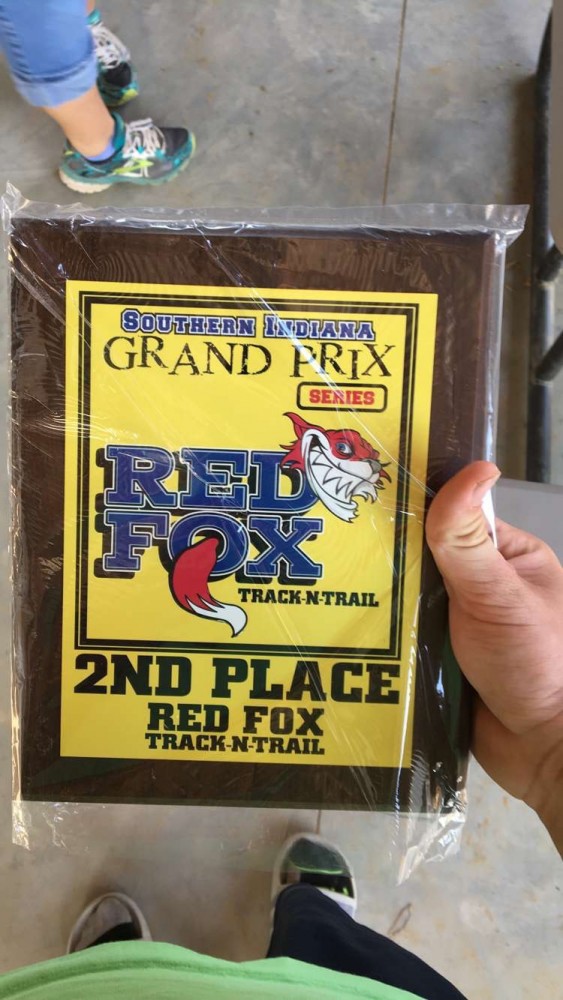 Southern Indiana
GRAND PRIX
SERIES
RED
FOX
TRACK-N-TRAIL
2ND PLACE
RED FOX
TRACK-N-TRAIL